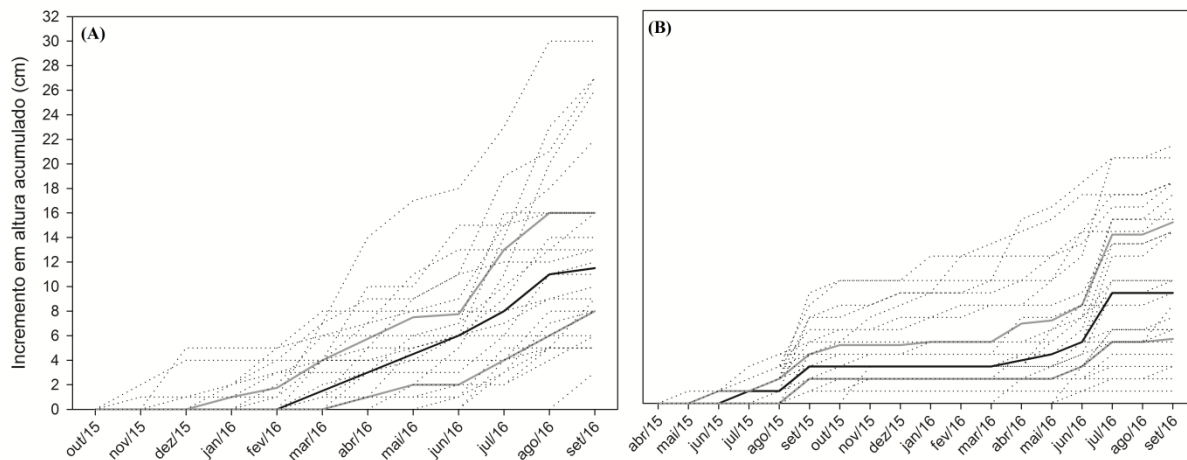 (A)
(B)
Incremento em altura acumulado (cm)
32
30
28
26
24
22
20
18
16
14
12
10
8
6
4
2
0
out/15
nov/15
dez/15
jan/16
fev/16
mar/16
abr/16
mai/16
jun/16
jul/16
ago/16
set/16
abr/15
mai/15
jun/15
jul/15
ago/15
set/15
out/15
nov/15
dez/15
jan/16
fev/16
mar/16
abr/16
mai/16
jun/16
jul/16
ago/16
set/16